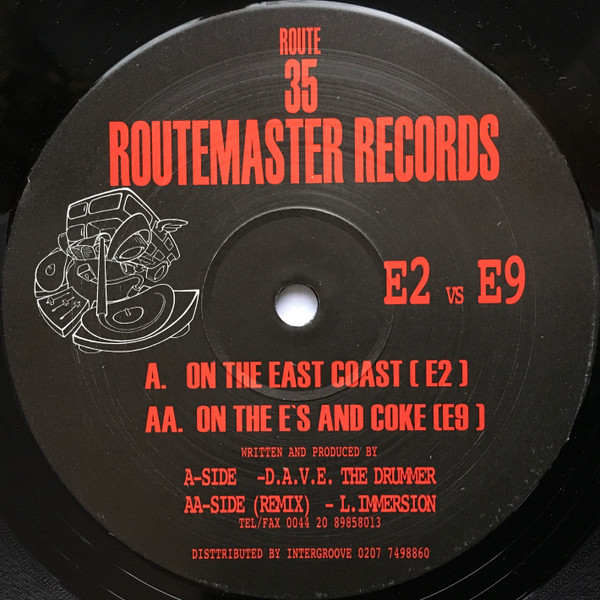 ROUTE
35
ROUTEMASTER RECORDS
E2 VS E9
A. ON THE EAST COAST ( E2 )
AA. ON THE E'S AND COKE (E9 )
WRITTEN AND PRODUCED BY
A-SIDE -D.A.V.E. THE DRUMMER
AA-SIDE (REMIX) - L.IMMERSION
TEL/FAX 0044 20 89858013
DISTTRIBUTED BY INTERGROOVE 0207 7498860